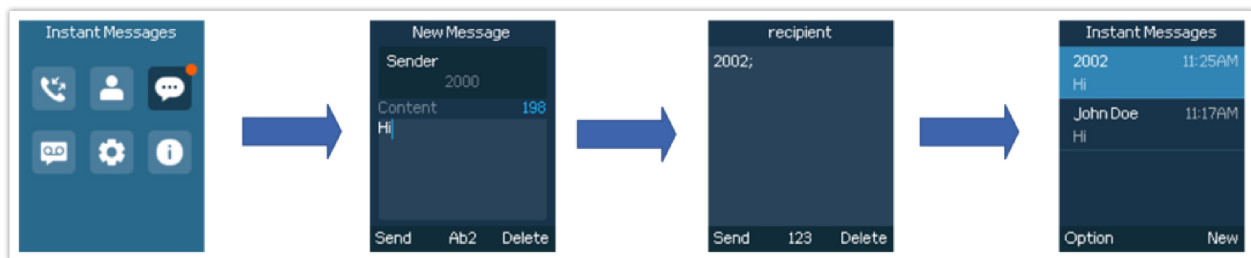 Instant Messages
New Message
Sender
2000
Content 198
Hi
Send Ab2 Delete
recipient
2002;
Send 123 Delete
Instant Messages
2002 11:25AM
Hi
John Doe 11:17AM
Hi
Option New